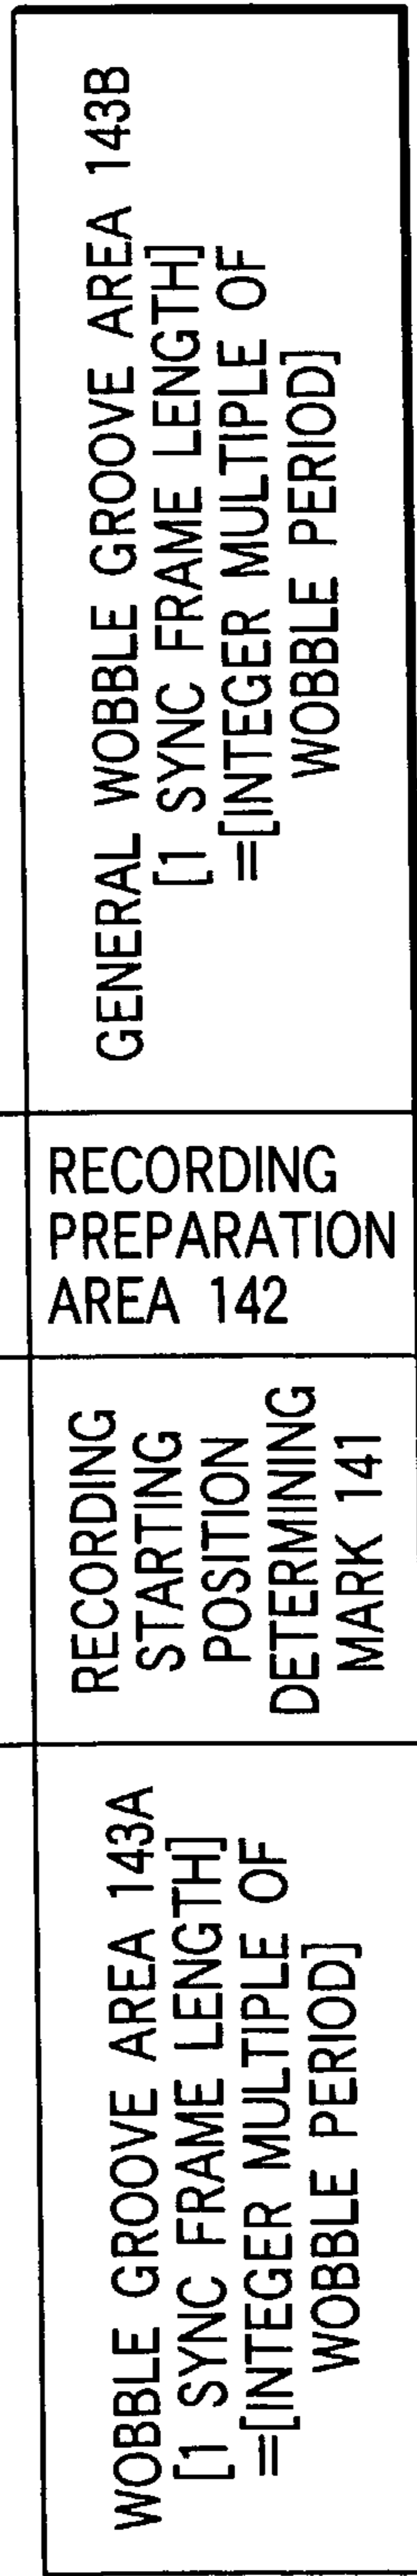 WOBBLE GROOVE AREA 143A
[1 SYNC FRAME LENGTH]
=[INTEGER MULTIPLE OF
WOBBLE PERIOD]
RECORDING
STARTING
POSITION
DETERMINING
MARK 141
RECORDING
PREPARATION
AREA 142
GENERAL WOBBLE GROOVE AREA 143B
[1 SYNC FRAME LENGTH]
=[INTEGER MULTIPLE OF
WOBBLE PERIOD]